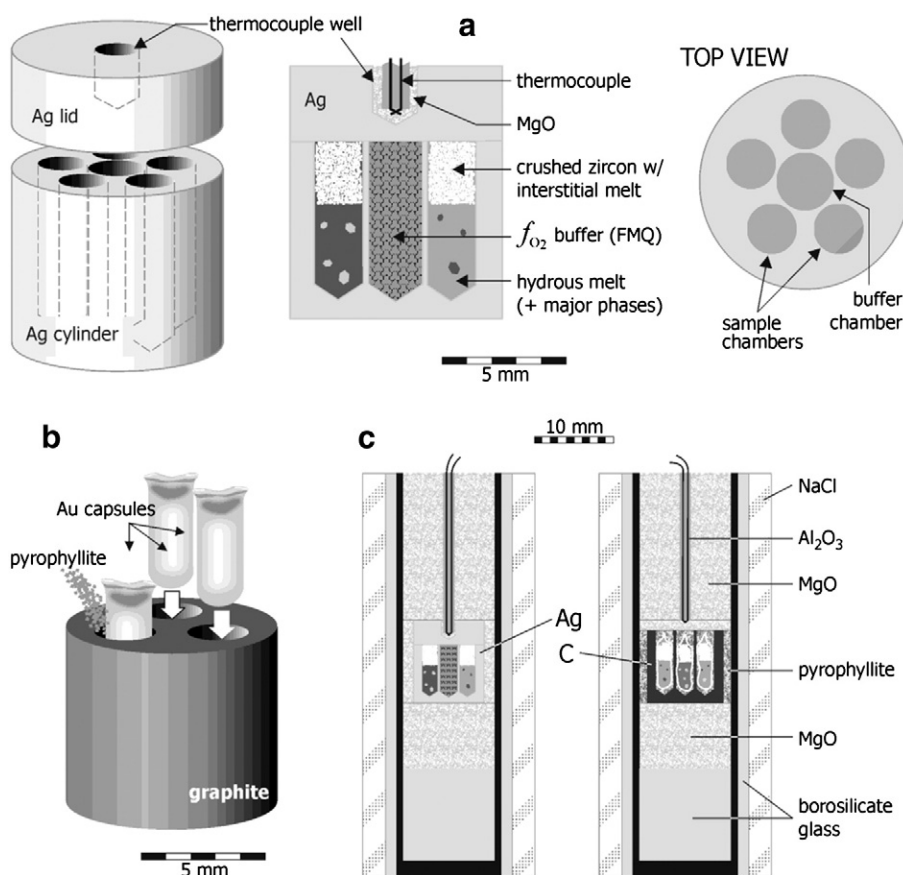 a
thermocouple well
Ag lid
Ag cylinder
Ag
thermocouple
MgO
crushed zircon w/
interstitial melt
fO₂ buffer (FMQ)
hydrous melt
(+ major phases)
5 mm
TOP VIEW
sample
chambers
buffer
chamber
b
Au capsules
pyrophyllite
graphite
5 mm
c
10 mm
NaCl
Al₂O₃
MgO
Ag
C
pyrophyllite
MgO
borosilicate
glass